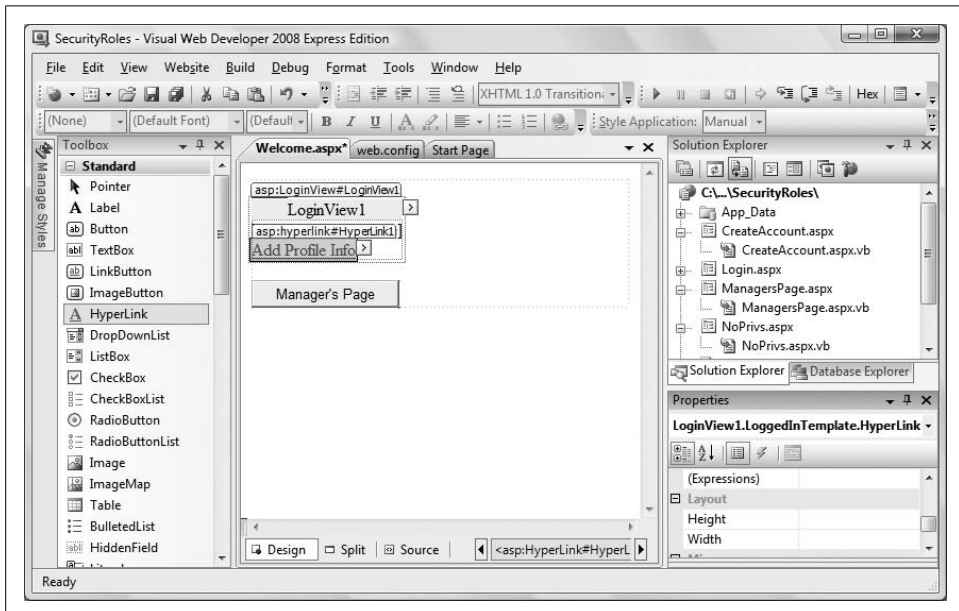 SecurityRoles - Visual Web Developer 2008 Express Edition
File Edit View Website Build Debug Format Tools Window Help
XHTML 1.0 Transition
Hex
(None) (Default Font) (Default B I U A Style Application: Manual
Manage Styles
Toolbox
Standard
Pointer
A Label
ab Button
abl TextBox
ab LinkButton
ImageButton
A HyperLink
DropDownList
ListBox
CheckBox
CheckBoxList
RadioButton
RadioButtonList
Image
ImageMap
Table
BulletedList
abl HiddenField
Welcome.aspx* web.config Start Page
asp:LoginView#LoginView1
LoginView1
asp:hyperlink#HyperLink1
Add Profile Info
Manager's Page
Design Split Source <asp:HyperLink#HyperL
Solution Explorer
C:\...\SecurityRoles\
App_Data
CreateAccount.aspx
CreateAccount.aspx.vb
Login.aspx
ManagersPage.aspx
ManagersPage.aspx.vb
NoPrivs.aspx
NoPrivs.aspx.vb
Solution Explorer Database Explorer
Properties
LoginView1.LoggedInTemplate.HyperLink
(Expressions)
Layout
Height
Width
Ready